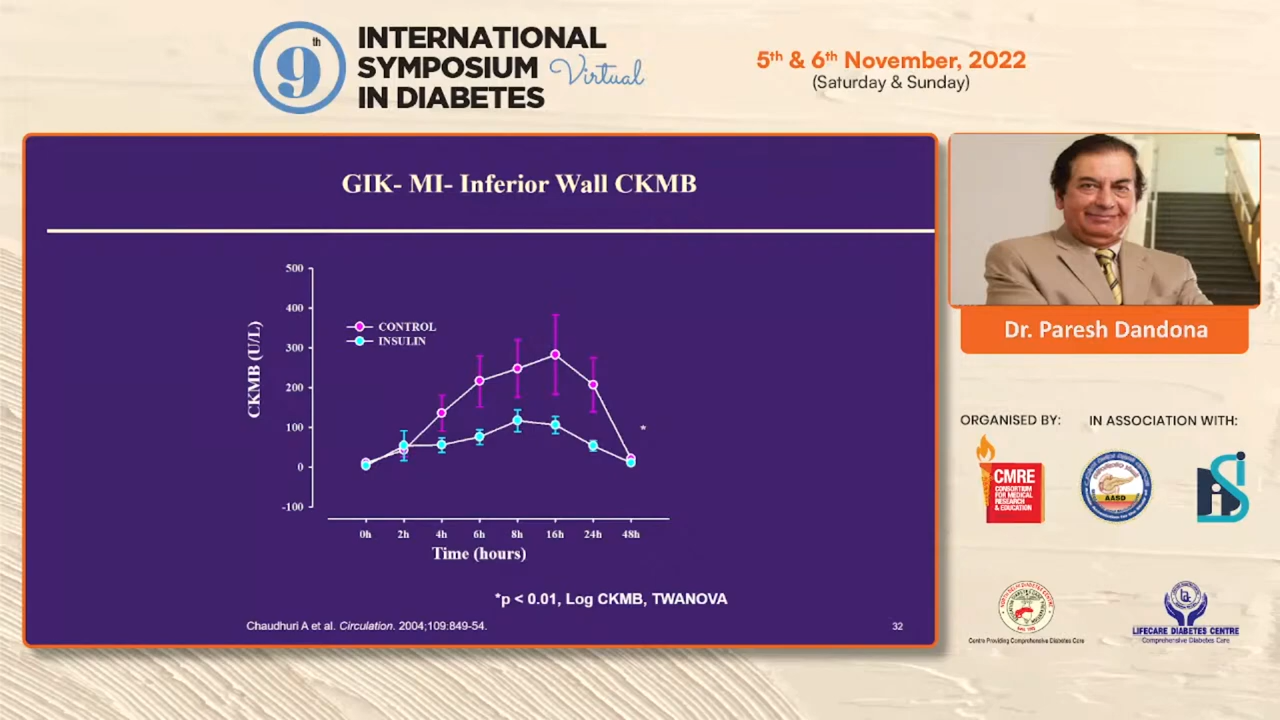 9th
INTERNATIONAL
SYMPOSIUM Virtual
IN DIABETES
5th & 6th November, 2022
(Saturday & Sunday)
GIK- MI- Inferior Wall CKMB
CKMB (U/L)
500
400
300
200
100
0
-100
CONTROL
INSULIN
*
0h 2h 4h 6h 8h 16h 24h 48h
Time (hours)
*p < 0.01, Log CKMB, TWANOVA
Chaudhuri A et al. Circulation. 2004;109:849-54.
32
Dr. Paresh Dandona
ORGANISED BY:
IN ASSOCIATION WITH:
CMRE
CONSORTIUM
FOR MEDICAL
RESEARCH
& EDUCATION
AASD
Centre Providing Comprehensive Diabetes Care
LIFECARE DIABETES CENTRE
Comprehensive Diabetes Care